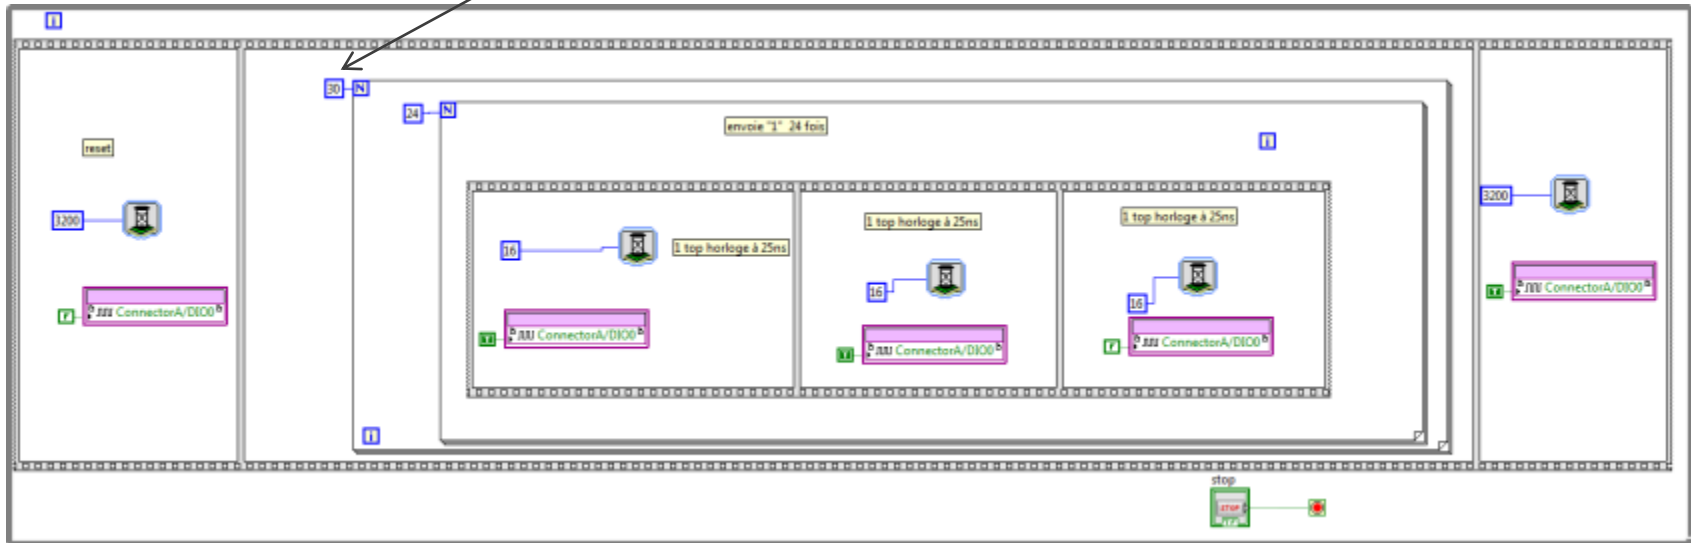 i
30
N
24
N
envoie "1" 24 fois
i
reset
3200
F
ConnectorA/DIO0
16
1 top horloge à 25ns
T
ConnectorA/DIO0
1 top horloge à 25ns
16
T
ConnectorA/DIO0
1 top horloge à 25ns
16
F
ConnectorA/DIO0
i
3200
T
ConnectorA/DIO0
stop
STOP
TF